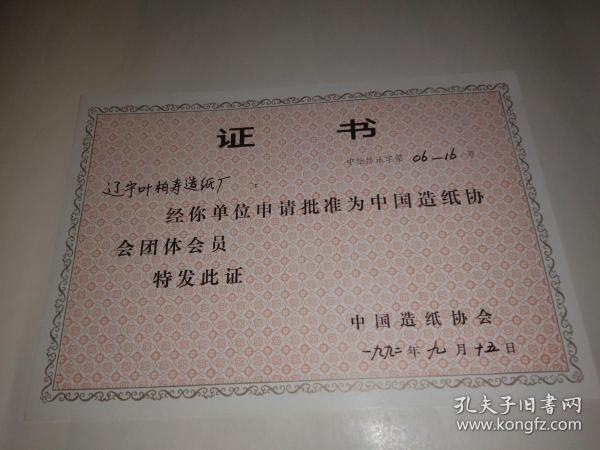 证书
中纸协体字第 06-16 号
辽宁叶柏寿造纸厂:
经你单位申请批准为中国造纸协
会团体会员
特发此证
中国造纸协会
一九九二年九月十五日
孔夫子旧书网
www.kongfz.com